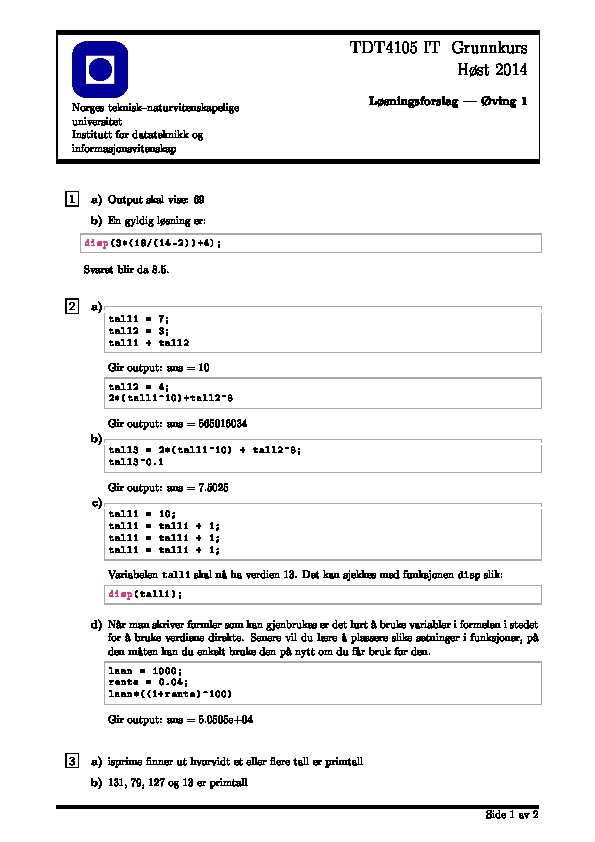 TDT4105 IT Grunnkurs
Høst 2014
Løsningsforslag — Øving 1
Norges teknisk–naturvitenskapelige
universitet
Institutt for datateknikk og
informasjonsvitenskap
1 a) Output skal vise: 69
b) En gyldig løsning er:
disp(3*(18/(14-2))+4);
Svaret blir da 8.5.
2 a)
tall1 = 7;
tall2 = 3;
tall1 + tall2
Gir output: ans = 10
tall2 = 4;
2*(tall1^10)+tall2^8
Gir output: ans = 565016034
b)
tall3 = 2*(tall1^10) + tall2^8;
tall3^0.1
Gir output: ans = 7.5025
c)
tall1 = 10;
tall1 = tall1 + 1;
tall1 = tall1 + 1;
tall1 = tall1 + 1;
Variabelen tall1 skal nå ha verdien 13. Det kan sjekkes med funksjonen disp slik:
disp(tall1);
d) Når man skriver formler som kan gjenbrukes er det lurt å bruke variabler i formelen i stedet
for å bruke verdiene direkte. Senere vil du lære å plassere slike setninger i funksjoner, på
den måten kan du enkelt bruke den på nytt om du får bruk for den.
laan = 1000;
rente = 0.04;
laan*((1+rente)^100)
Gir output: ans = 5.0505e+04
3 a) isprime finner ut hvorvidt et eller flere tall er primtall
b) 131, 79, 127 og 13 er primtall
Side 1 av 2